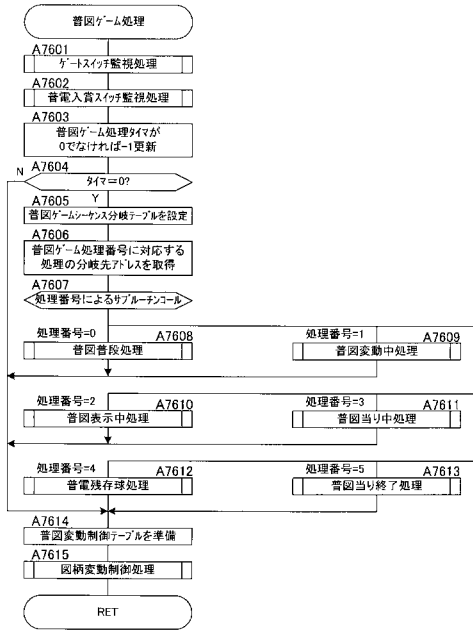 普図ゲーム処理
A7601
ゲートスイッチ監視処理
A7602
普電入賞スイッチ監視処理
A7603
普図ゲーム処理タイマが
0でなければ-1更新
A7604
N
タイマ=0?
Y
A7605
普図ゲームシーケンス分岐テーブルを設定
A7606
普図ゲーム処理番号に対応する
処理の分岐先アドレスを取得
A7607
処理番号によるサブルーチンコール
処理番号=0
A7608
普図普段処理
処理番号=1
A7609
普図変動中処理
処理番号=2
A7610
普図表示中処理
処理番号=3
A7611
普図当り中処理
処理番号=4
A7612
普電残存球処理
処理番号=5
A7613
普図当り終了処理
A7614
普図変動制御テーブルを準備
A7615
図柄変動制御処理
RET